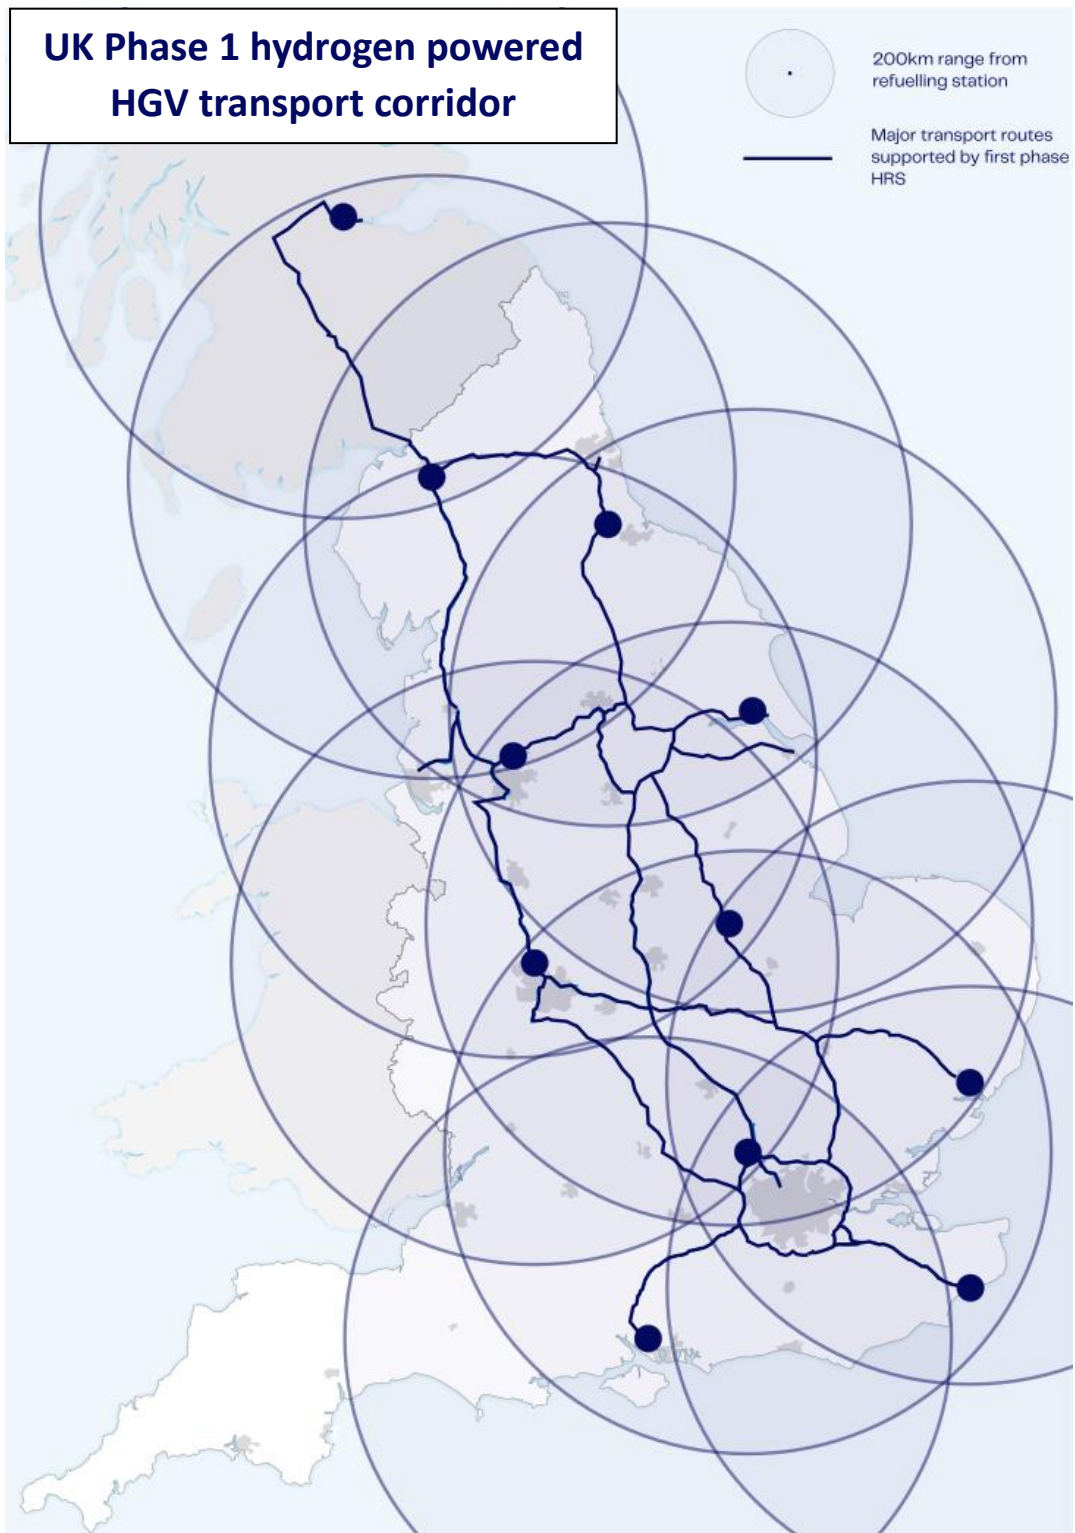 UK Phase 1 hydrogen powered
HGV transport corridor
200km range from
refuelling station
Major transport routes
supported by first phase
HRS